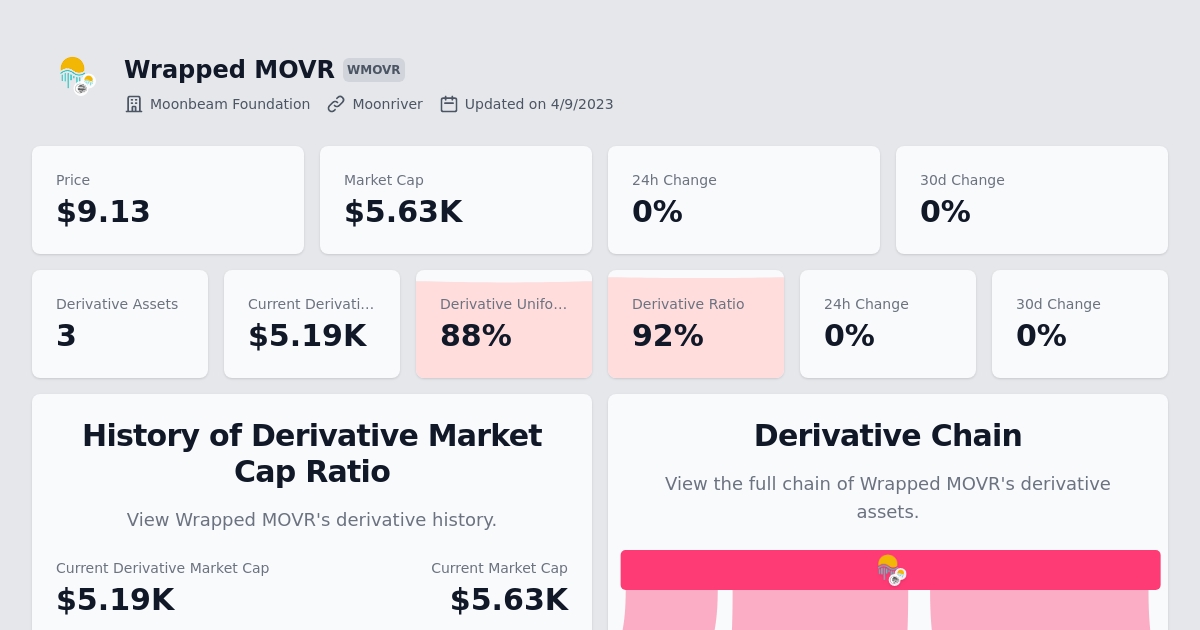 Wrapped MOVR WMOVR
Moonbeam Foundation Moonriver Updated on 4/9/2023
Price
$9.13
Market Cap
$5.63K
24h Change
0%
30d Change
0%
Derivative Assets
3
Current Derivati...
$5.19K
Derivative Unifo...
88%
Derivative Ratio
92%
24h Change
0%
30d Change
0%
History of Derivative Market
Cap Ratio
View Wrapped MOVR's derivative history.
Current Derivative Market Cap
$5.19K
Current Market Cap
$5.63K
Derivative Chain
View the full chain of Wrapped MOVR's derivative
assets.